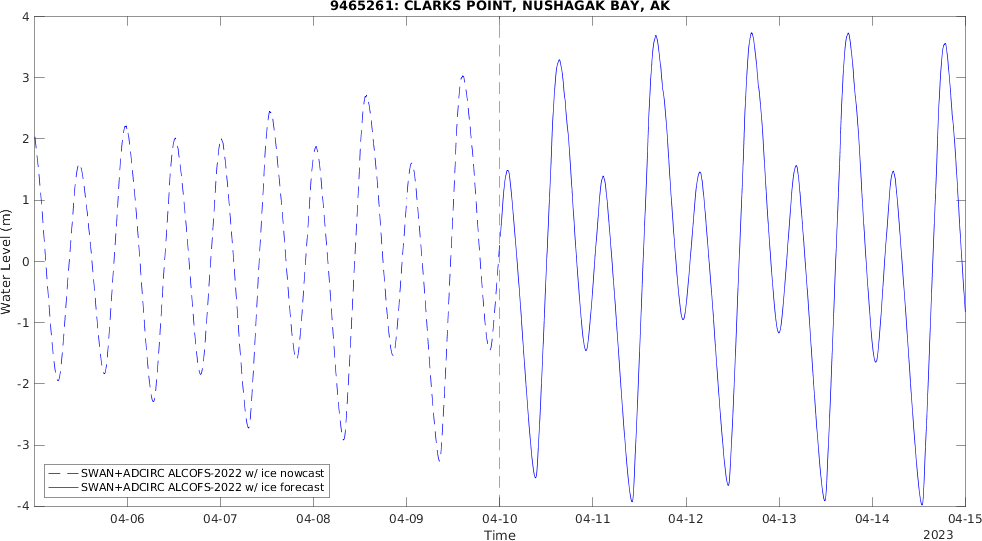 9465261: CLARKS POINT, NUSHAGAK BAY, AK
4
3
2
1
0
-1
-2
-3
-4
Water Level (m)
SWAN+ADCIRC ALCOFS-2022 w/ ice nowcast
SWAN+ADCIRC ALCOFS-2022 w/ ice forecast
04-06 04-07 04-08 04-09 04-10 04-11 04-12 04-13 04-14 04-15
Time
2023